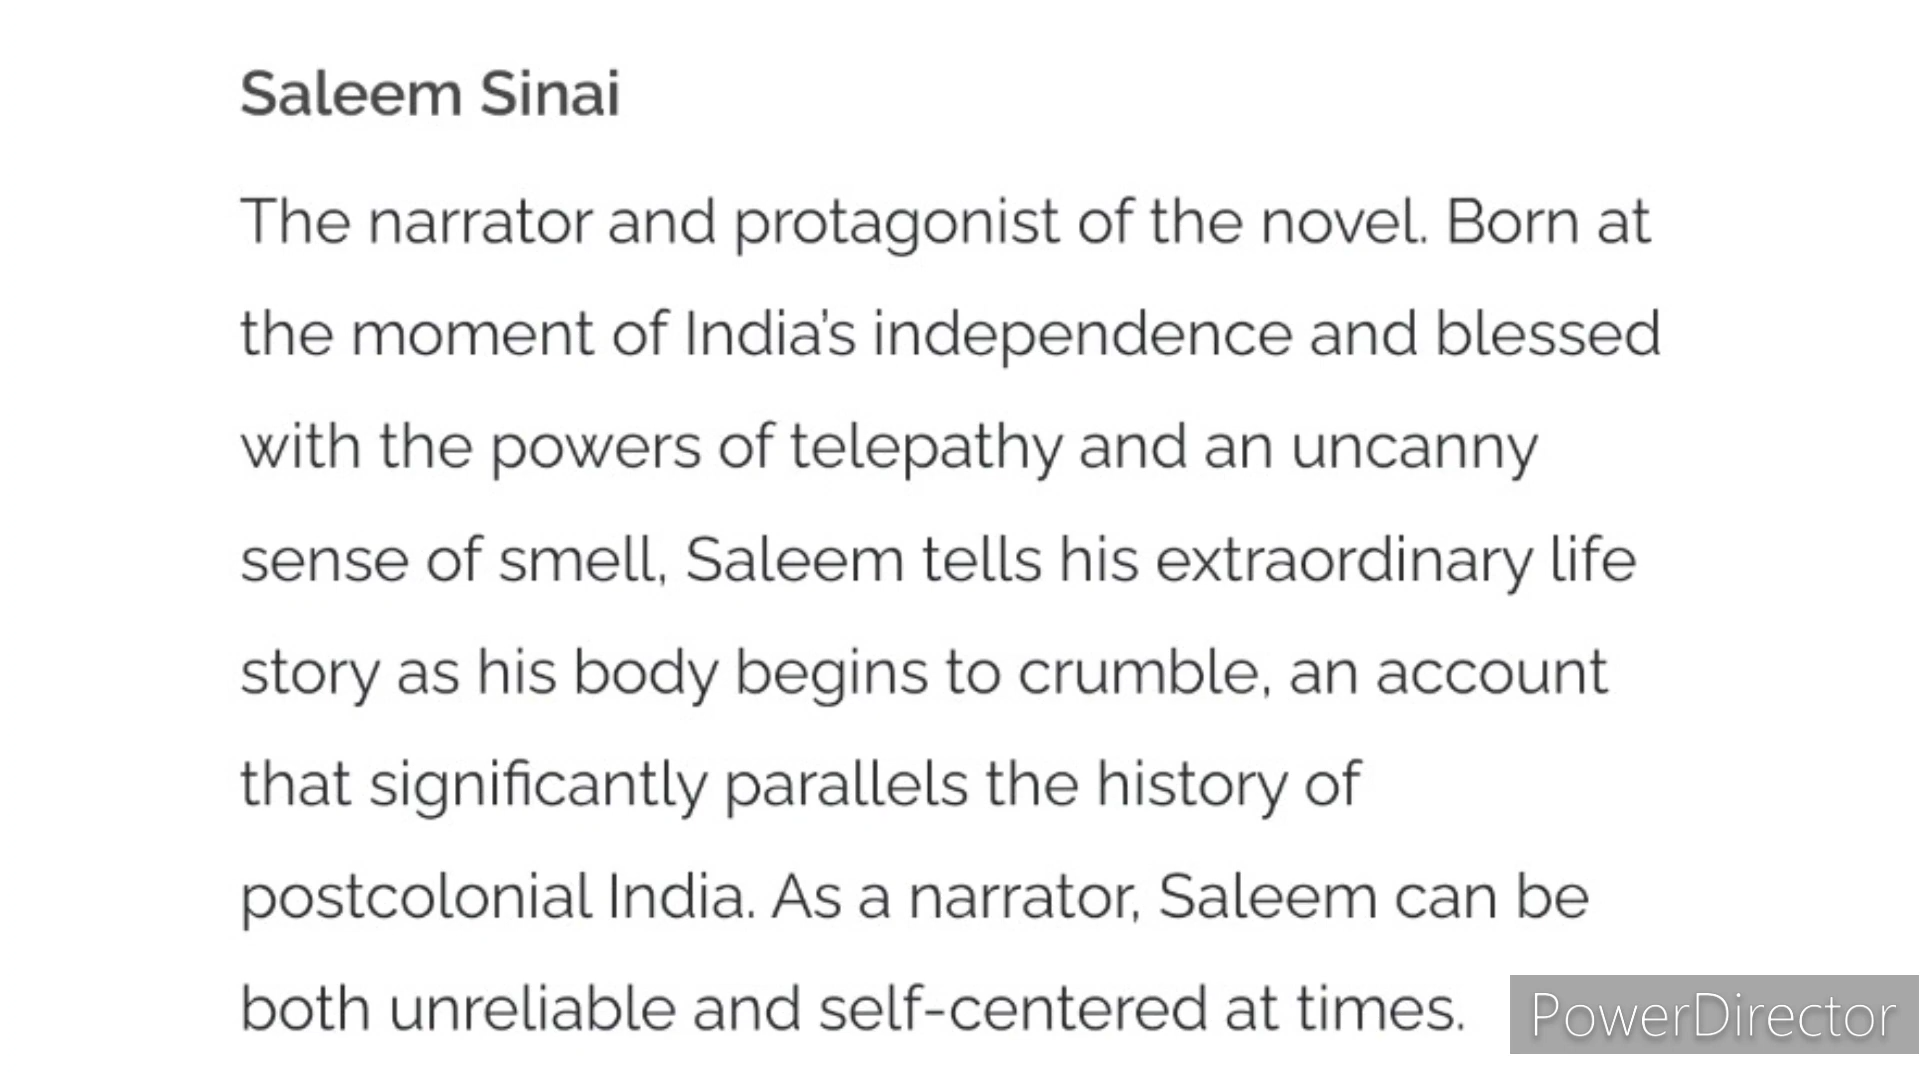 Saleem Sinai
The narrator and protagonist of the novel. Born at
the moment of India's independence and blessed
with the powers of telepathy and an uncanny
sense of smell, Saleem tells his extraordinary life
story as his body begins to crumble, an account
that significantly parallels the history of
postcolonial India. As a narrator, Saleem can be
both unreliable and self-centered at times.
PowerDirector